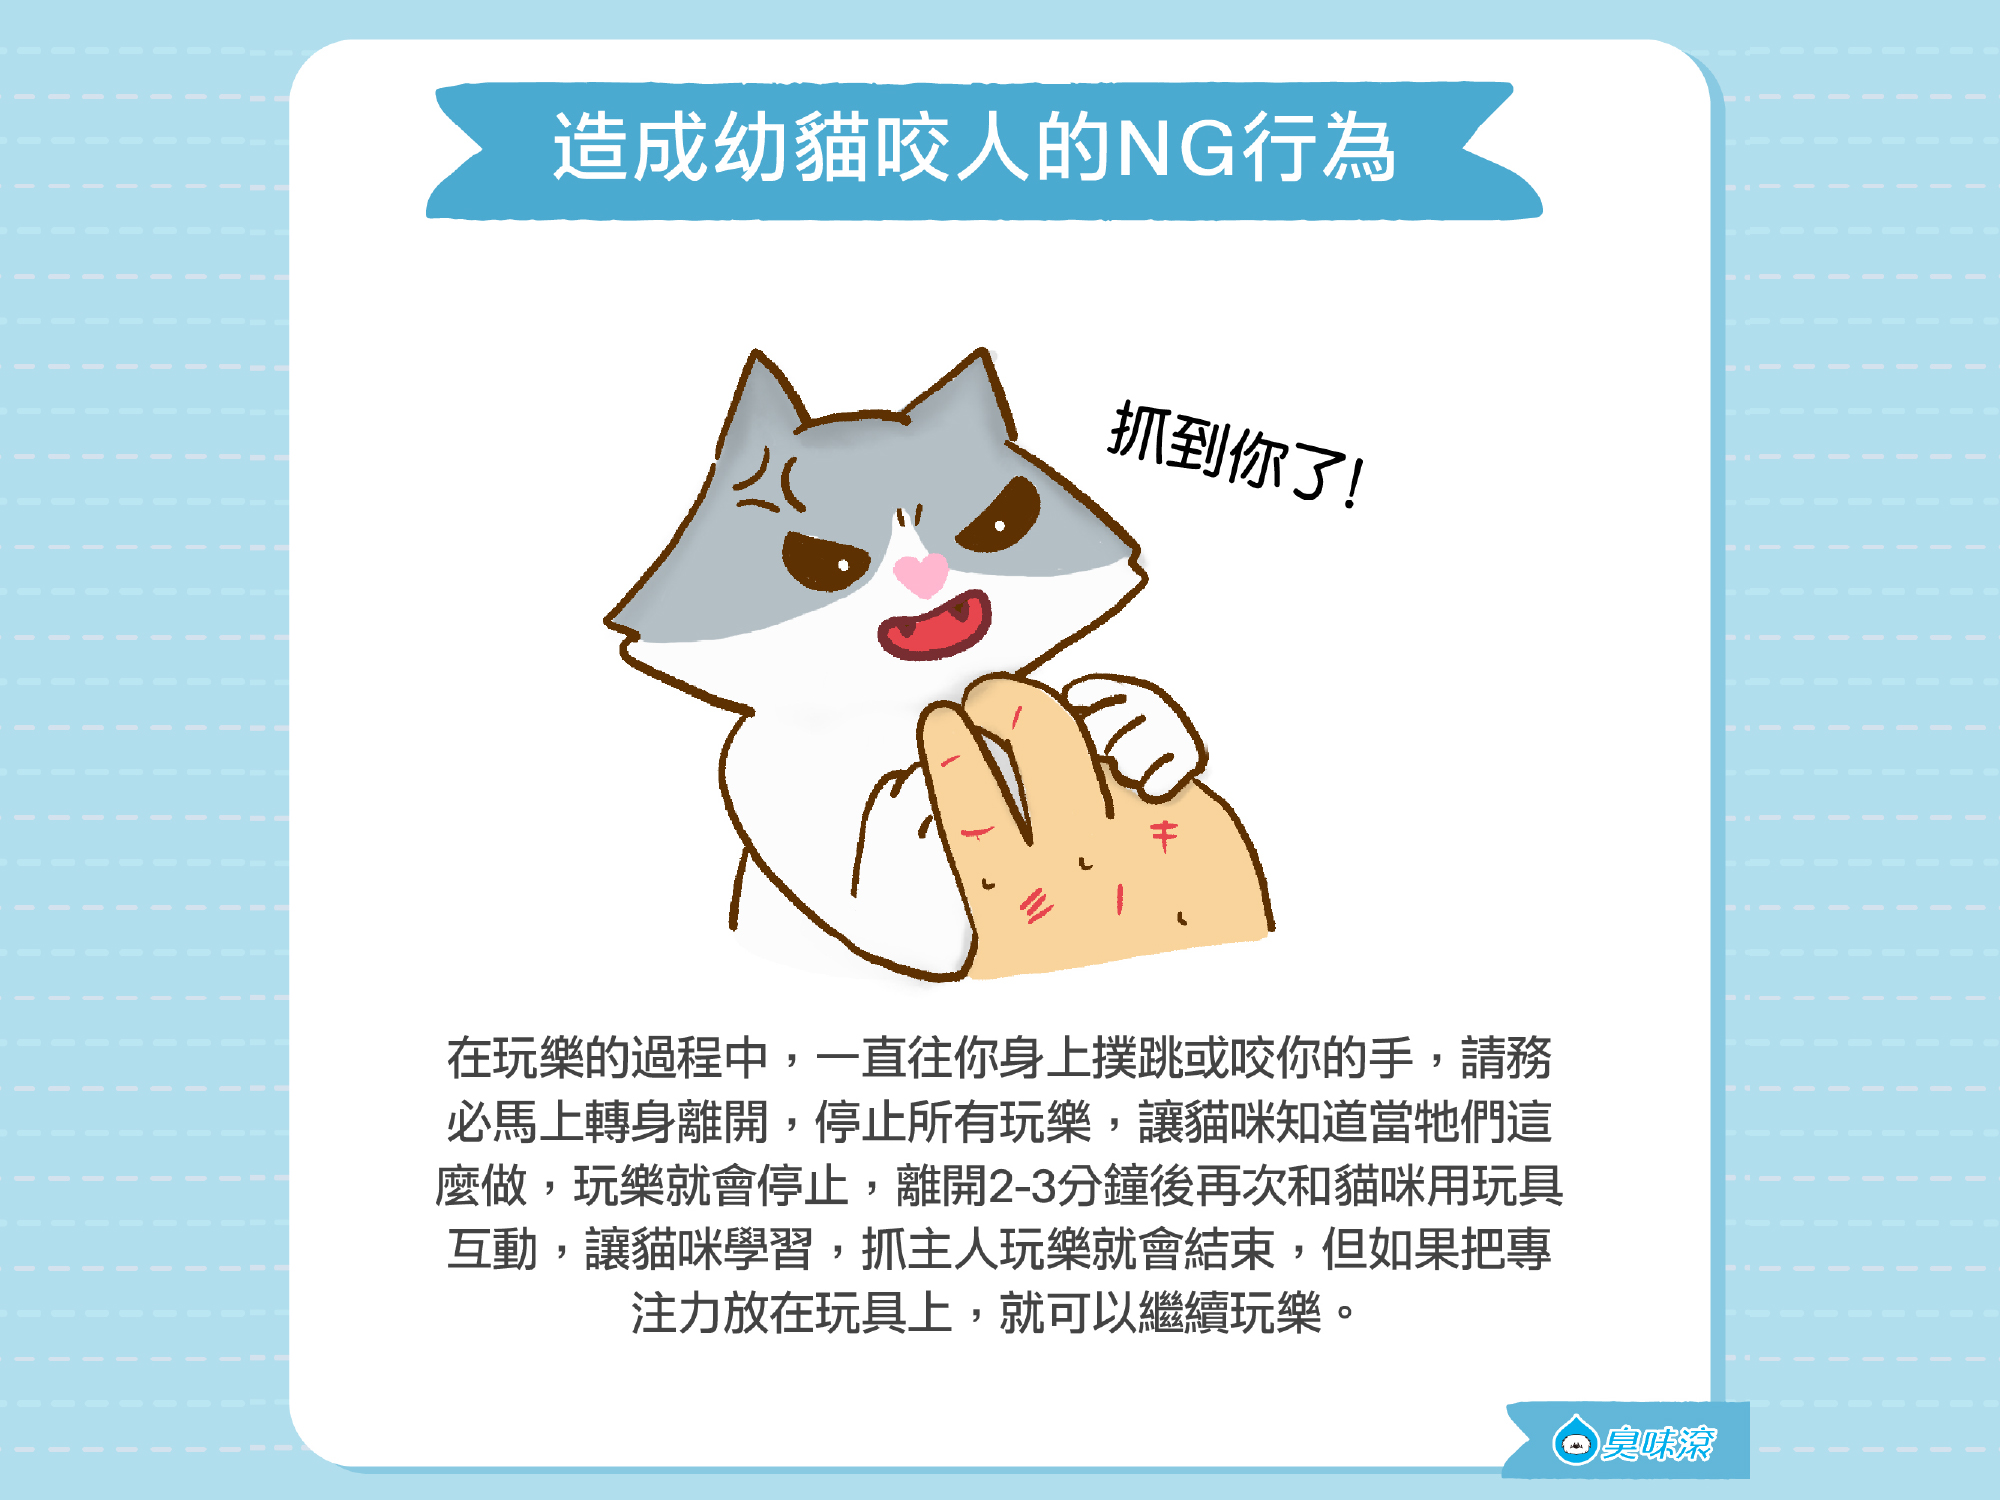 造成幼貓咬人的NG行為
抓到你了!
在玩樂的過程中，一直往你身上撲跳或咬你的手，請務
必馬上轉身離開，停止所有玩樂，讓貓咪知道當牠們這
麼做，玩樂就會停止，離開2-3分鐘後再次和貓咪用玩具
互動，讓貓咪學習，抓主人玩樂就會結束，但如果把專
注力放在玩具上，就可以繼續玩樂。
臭味滾